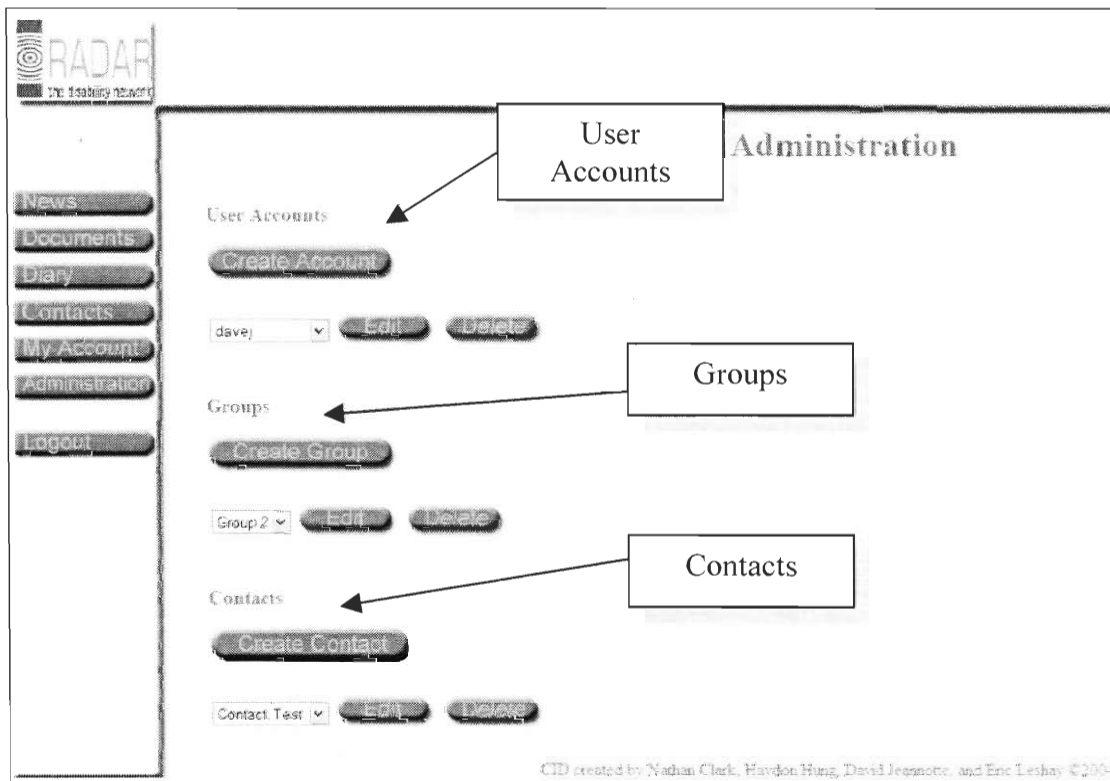 RADAR
the disability network
User
Accounts
Administration
News
Documents
Diary
Contacts
My Account
Administration
Logout
User Accounts
Create Account
davej
Edit
Delete
Groups
Groups
Create Group
Group 2
Edit
Delete
Contacts
Contacts
Create Contact
Contact Test
Edit
Delete
CID created by Nathan Clark, Haydon Hung, David Jeannotte, and Eric Leshay ©200